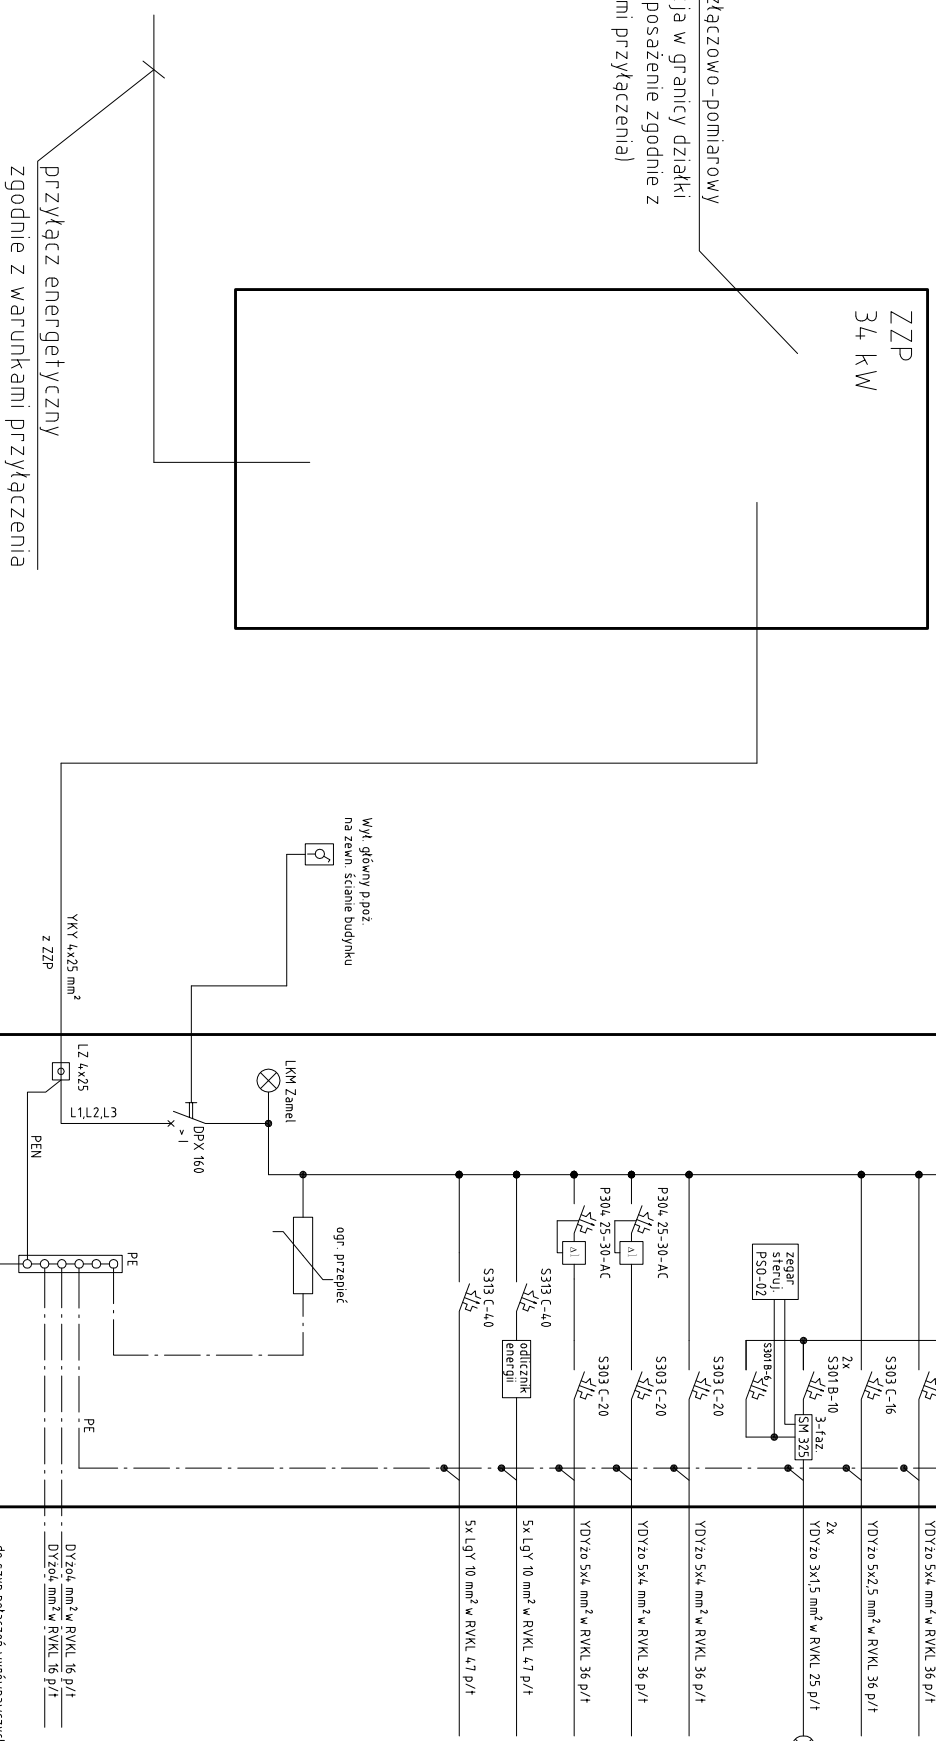 złączowo-pomiarowy
ja w granicy działki
posażenie zgodnie z
mi przyłączenia)
ZZP
34 kW
przyłącz energetyczny
zgodnie z warunkami przyłączenia
Wył. główny p.poż.
na zewn. ścianie budynku
YKY 4x25 mm²
z ZZP
LZ 4x25
L1,L2,L3
PEN
DPX 160
I >
LKM Zamel
PE
ogr. przepięć
PE
S313 C-40
S313 C-40
odlicznik
energii
P304 25-30-AC
ΔI
S303 C-20
P304 25-30-AC
ΔI
S303 C-20
S303 C-20
zegar
steruj.
PSO-02
S301 B-6
2x
S301 B-10
3-faz.
SM 325
S303 C-16
YDYżo 5x4 mm² w RVKL 36 p/t
YDYżo 5x2,5 mm² w RVKL 36 p/t
2x
YDYżo 3x1,5 mm² w RVKL 25 p/t
YDYżo 5x4 mm² w RVKL 36 p/t
YDYżo 5x4 mm² w RVKL 36 p/t
YDYżo 5x4 mm² w RVKL 36 p/t
5x LgY 10 mm² w RVKL 47 p/t
5x LgY 10 mm² w RVKL 47 p/t
DYżo4 mm² w RVKL 16 p/t
DYżo4 mm² w RVKL 16 p/t